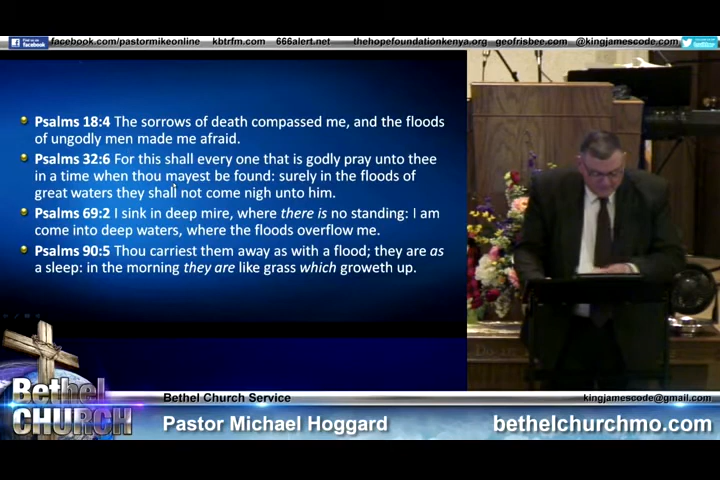 facebook.com/pastormikeonline kbtrfm.com 666alert.net thehopefoundationkenya.org geofrisbee.com @kingjamescode.com
Psalms 18:4 The sorrows of death compassed me, and the floods
of ungodly men made me afraid.
Psalms 32:6 For this shall every one that is godly pray unto thee
in a time when thou mayest be found: surely in the floods of
great waters they shall not come nigh unto him.
Psalms 69:2 I sink in deep mire, where there is no standing: I am
come into deep waters, where the floods overflow me.
Psalms 90:5 Thou carriest them away as with a flood; they are as
a sleep: in the morning they are like grass which groweth up.
Bethel
CHURCH
Bethel Church Service
kingjamescode@gmail.com
Pastor Michael Hoggard
bethelchurchmo.com